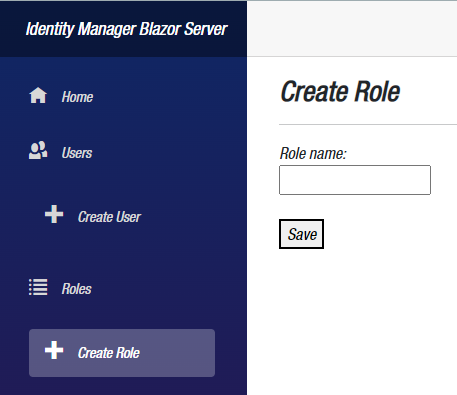 Identity Manager Blazor Server
Home
Users
Create User
Roles
Create Role
Create Role
Role name:
Save